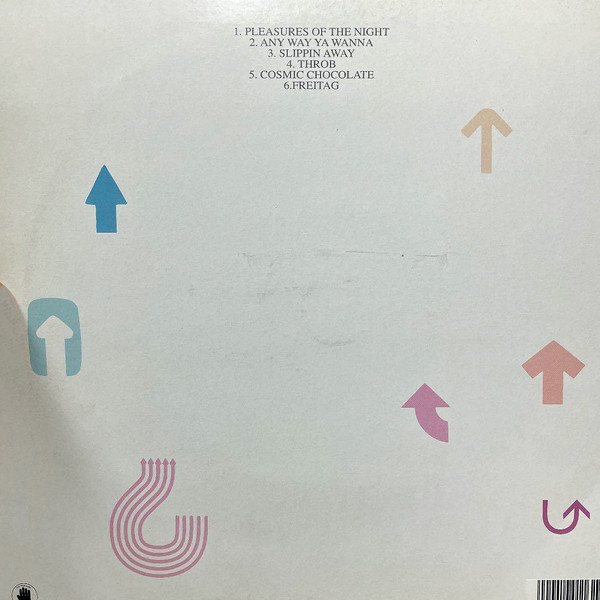 1. PLEASURES OF THE NIGHT
2. ANY WAY YA WANNA
3. SLIPPIN AWAY
4. THROB
5. COSMIC CHOCOLATE
6.FREITAG